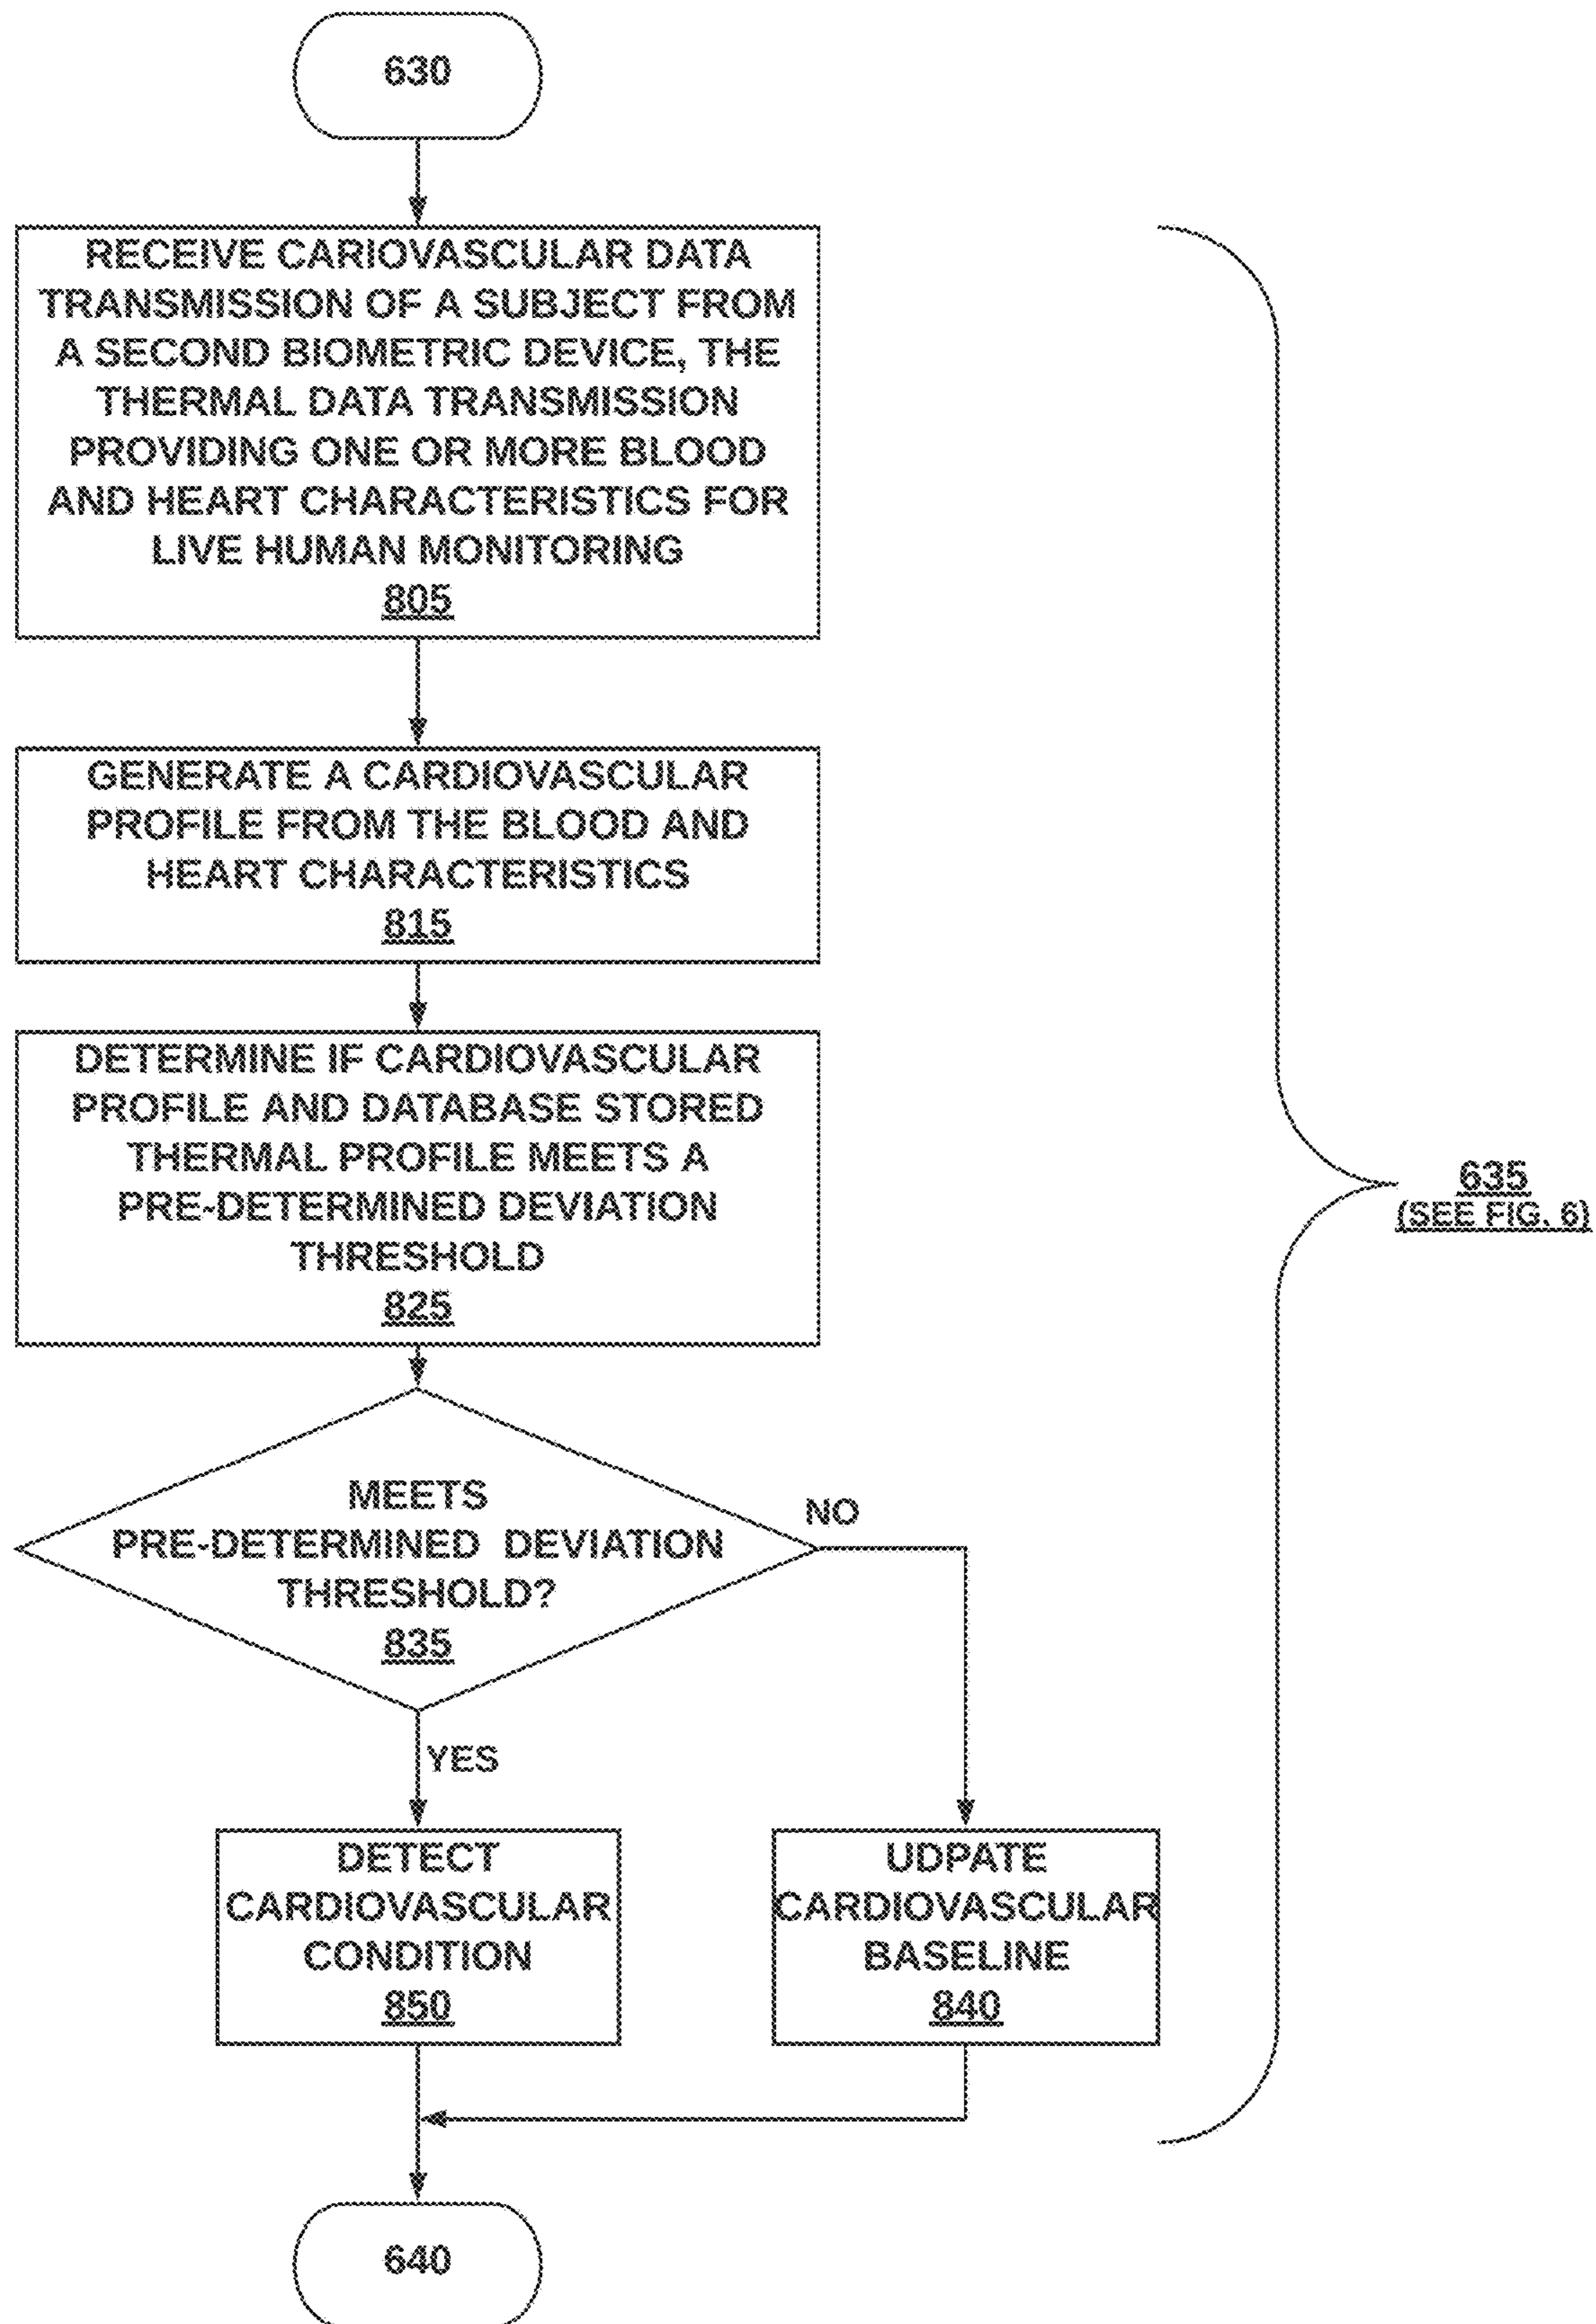 630
RECEIVE CARIOVASCULAR DATA
TRANSMISSION OF A SUBJECT FROM
A SECOND BIOMETRIC DEVICE, THE
THERMAL DATA TRANSMISSION
PROVIDING ONE OR MORE BLOOD
AND HEART CHARACTERISTICS FOR
LIVE HUMAN MONITORING
805
GENERATE A CARDIOVASCULAR
PROFILE FROM THE BLOOD AND
HEART CHARACTERISTICS
815
DETERMINE IF CARDIOVASCULAR
PROFILE AND DATABASE STORED
THERMAL PROFILE MEETS A
PRE-DETERMINED DEVIATION
THRESHOLD
825
635
(SEE FIG. 6)
MEETS
PRE-DETERMINED DEVIATION
THRESHOLD?
835
NO
YES
DETECT
CARDIOVASCULAR
CONDITION
850
UDPATE
CARDIOVASCULAR
BASELINE
840
640